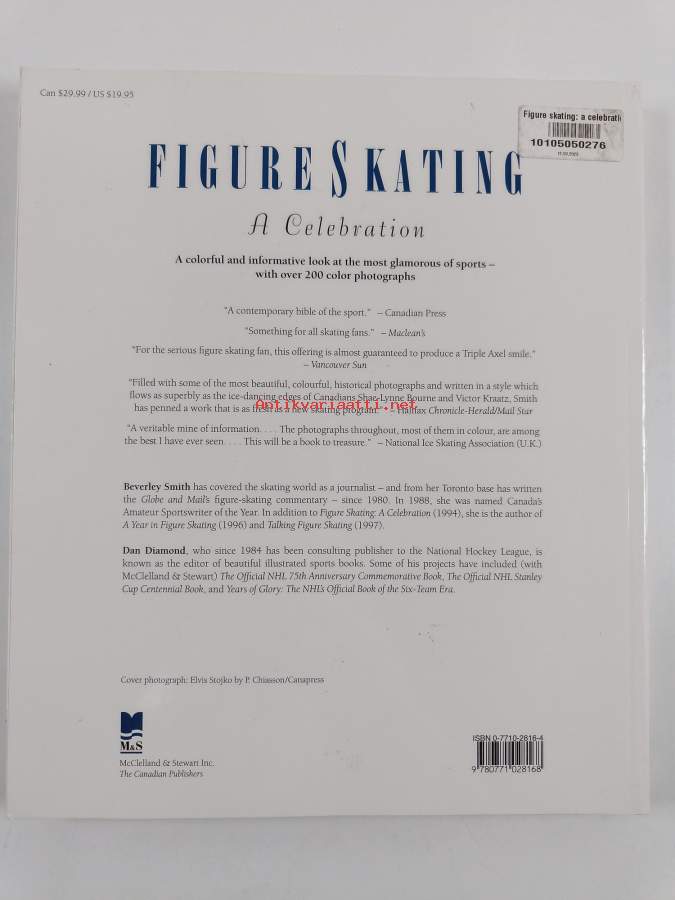 Can $29.99 / US $19.95
Figure skating: a celebratio
10105050276
FIGURE SKATING
A Celebration
A colorful and informative look at the most glamorous of sports –
with over 200 color photographs
"A contemporary bible of the sport." – Canadian Press
"Something for all skating fans." – Maclean's
"For the serious figure skating fan, this offering is almost guaranteed to produce a Triple Axel smile."
– Vancouver Sun
"Filled with some of the most beautiful, colourful, historical photographs and written in a style which
flows as superbly as the ice-dancing edges of Canadians Shae-Lynne Bourne and Victor Kraatz, Smith
has penned a work that is as fresh as a new skating program." – Halifax Chronicle-Herald/Mail Star
Antikvariaatti.net
"A veritable mine of information. . . . The photographs throughout, most of them in colour, are among
the best I have ever seen. . . . This will be a book to treasure." – National Ice Skating Association (U.K.)
Beverley Smith has covered the skating world as a journalist – and from her Toronto base has written
the Globe and Mail's figure-skating commentary – since 1980. In 1988, she was named Canada's
Amateur Sportswriter of the Year. In addition to Figure Skating: A Celebration (1994), she is the author of
A Year in Figure Skating (1996) and Talking Figure Skating (1997).
Dan Diamond, who since 1984 has been consulting publisher to the National Hockey League, is
known as the editor of beautiful illustrated sports books. Some of his projects have included (with
McClelland & Stewart) The Official NHL 75th Anniversary Commemorative Book, The Official NHL Stanley
Cup Centennial Book, and Years of Glory: The NHL's Official Book of the Six-Team Era.
Cover photograph: Elvis Stojko by P. Chiasson/Canapress
M&S
McClelland & Stewart Inc.
The Canadian Publishers
ISBN 0-7710-2816-4
9 780771 028168